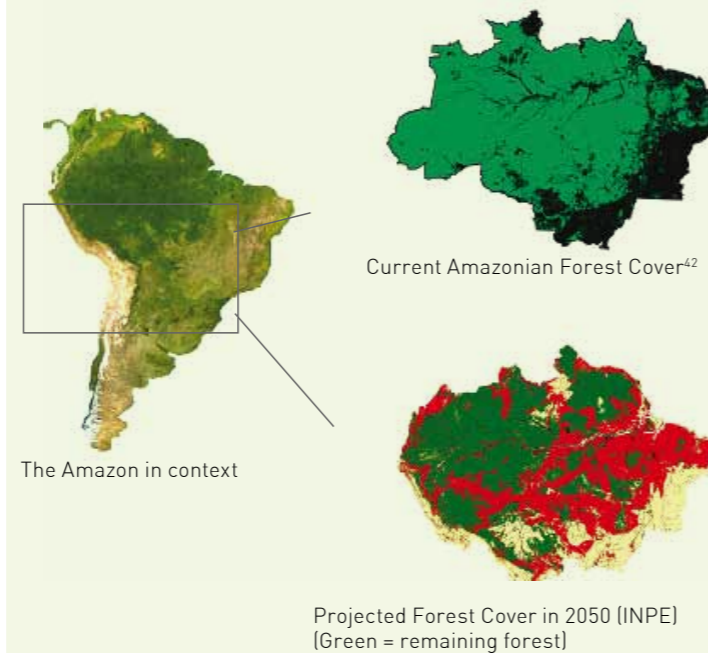 Current Amazonian Forest Cover⁴²
The Amazon in context
Projected Forest Cover in 2050 (INPE)
(Green = remaining forest)